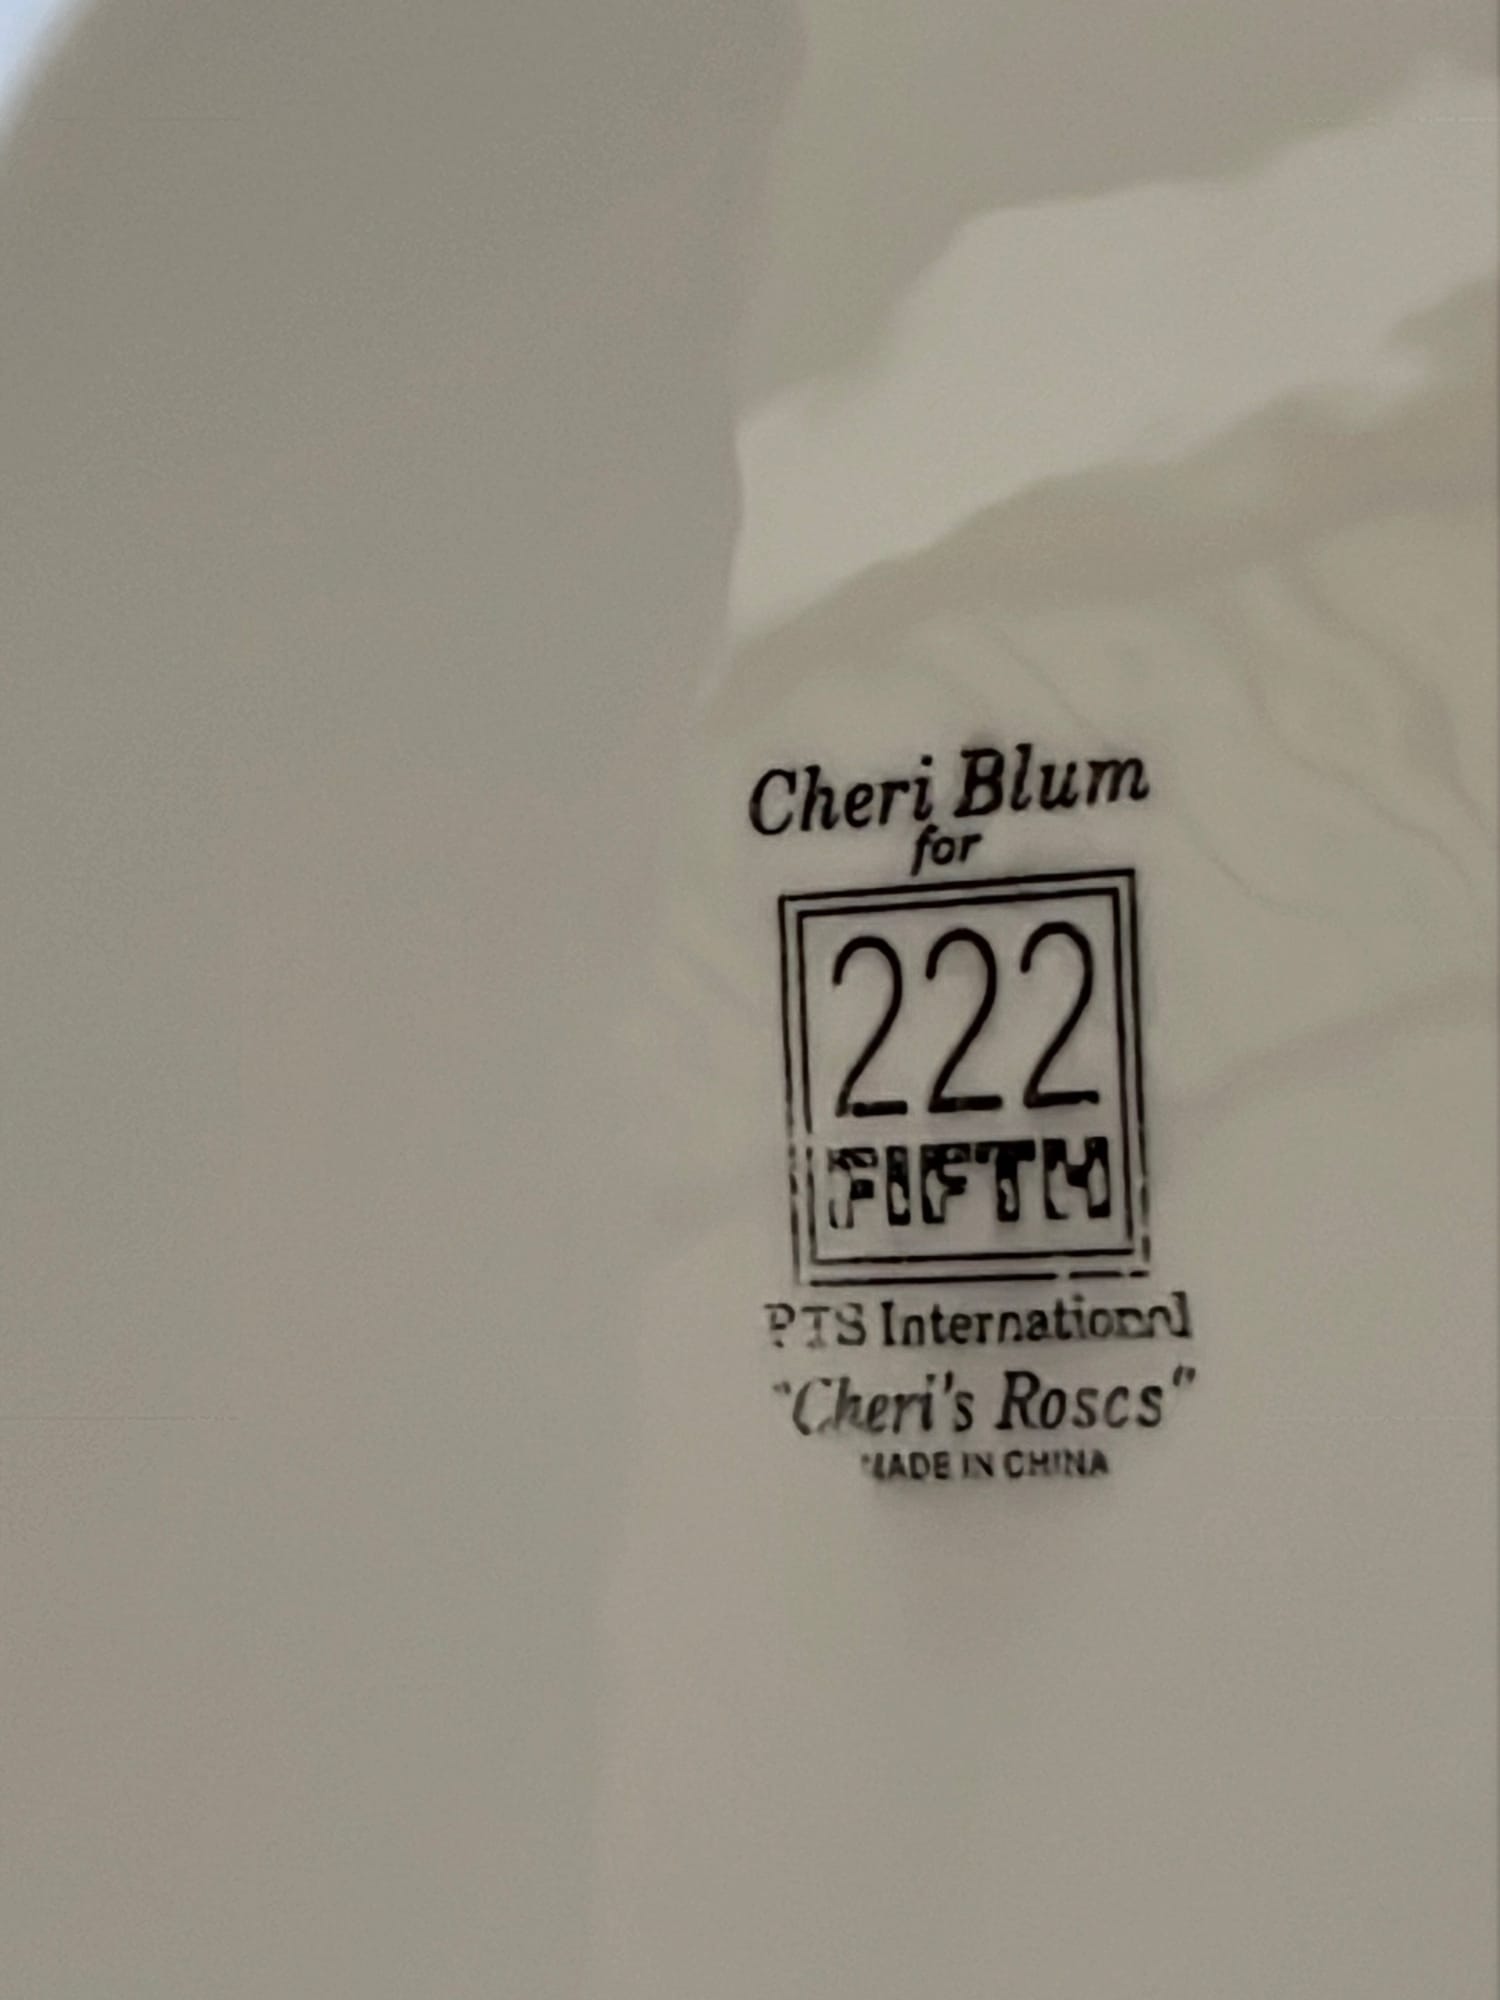 Cheri Blum
for
222
FIFTH
PTS International
"Cheri's Roses"
MADE IN CHINA